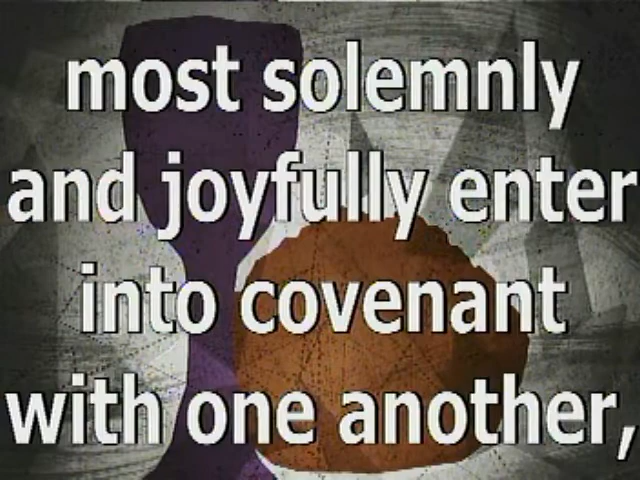 most solemnly
and joyfully enter
into covenant
with one another,